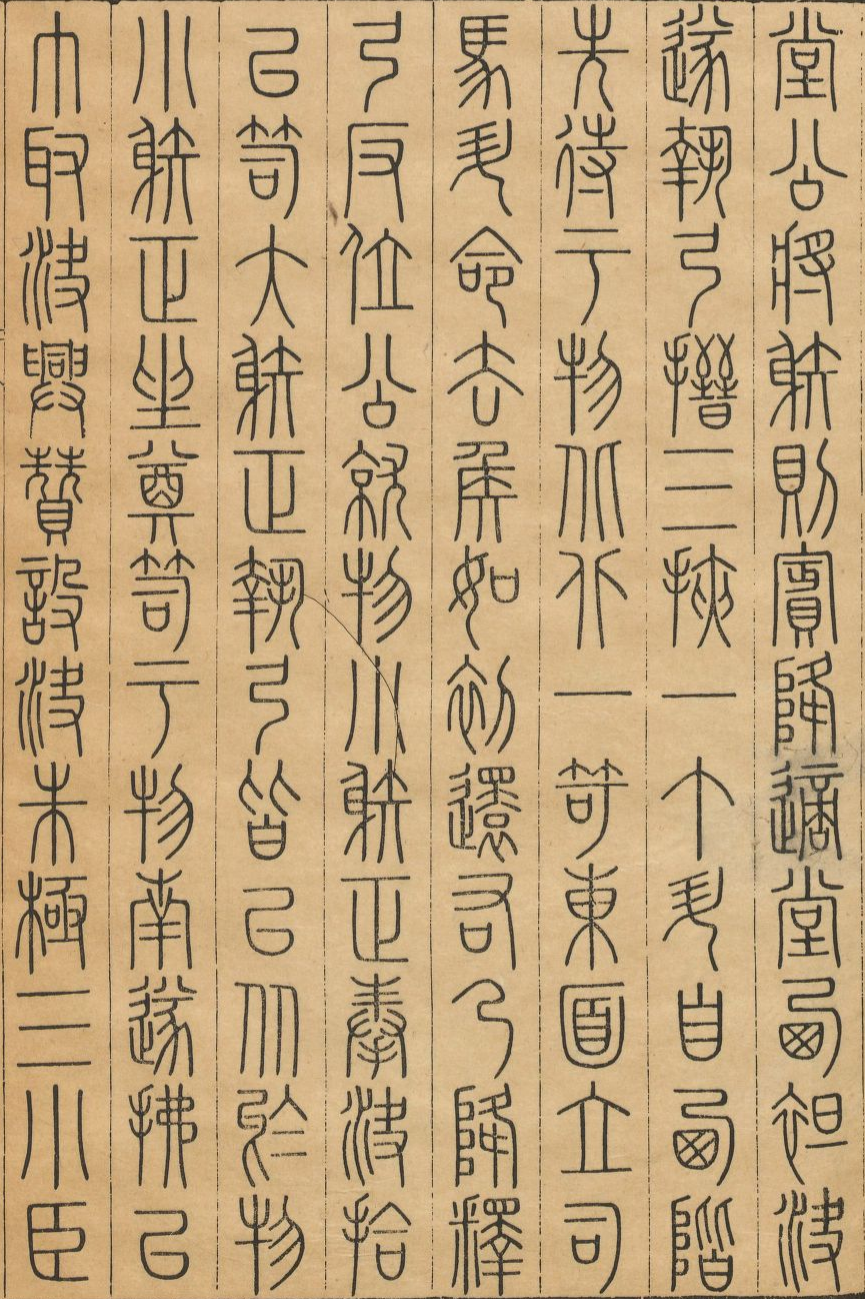 堂公將射則賓降適堂西袒決
遂執弓搢三挾一个升自西階
先待于物北北一笴東面立司
馬升命去侯如初還右乃降釋
弓反位公就物小射正奉決拾
以笴大射正執弓皆以從於物
小射正坐奠笴于物南遂拂以
巾取決興贊設決朱極三小臣